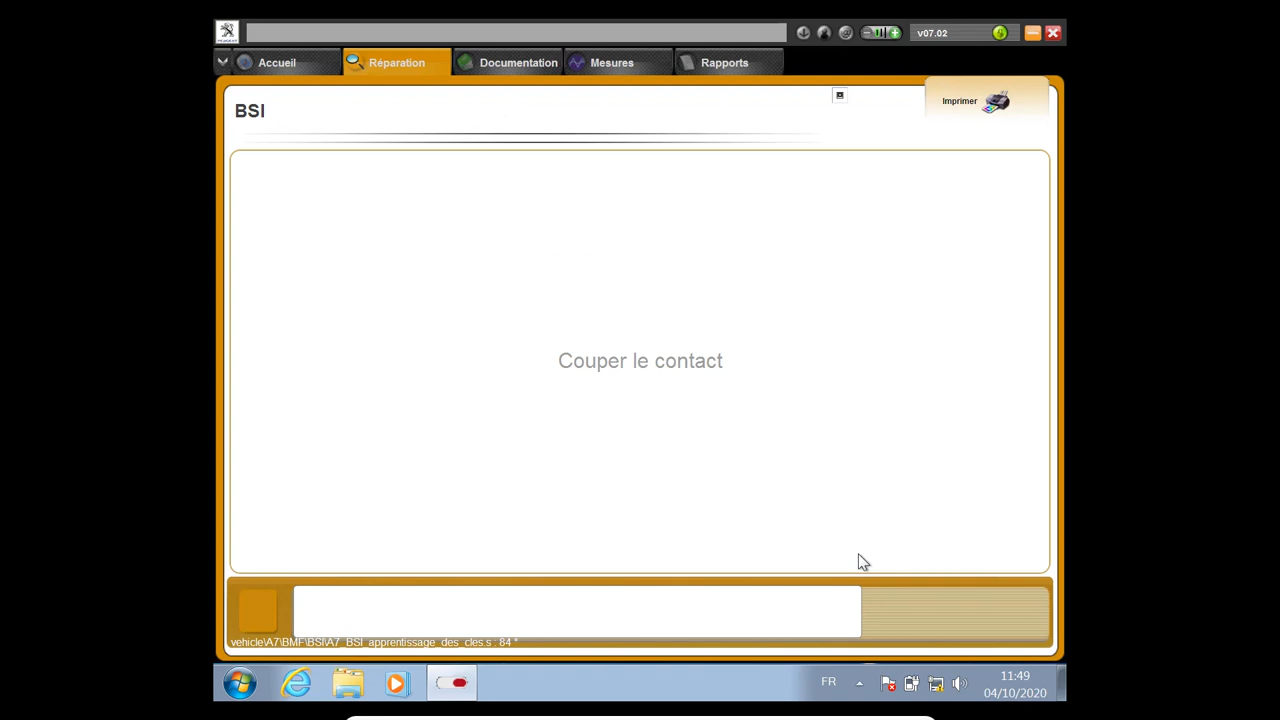 PEUGEOT
v07.02
Accueil
Réparation
Documentation
Mesures
Rapports
BSI
Imprimer
Couper le contact
vehicle\A7\BMF\BSI\A7_BSI_apprentissage_des_cles.s : 84 *
FR
11:49
04/10/2020